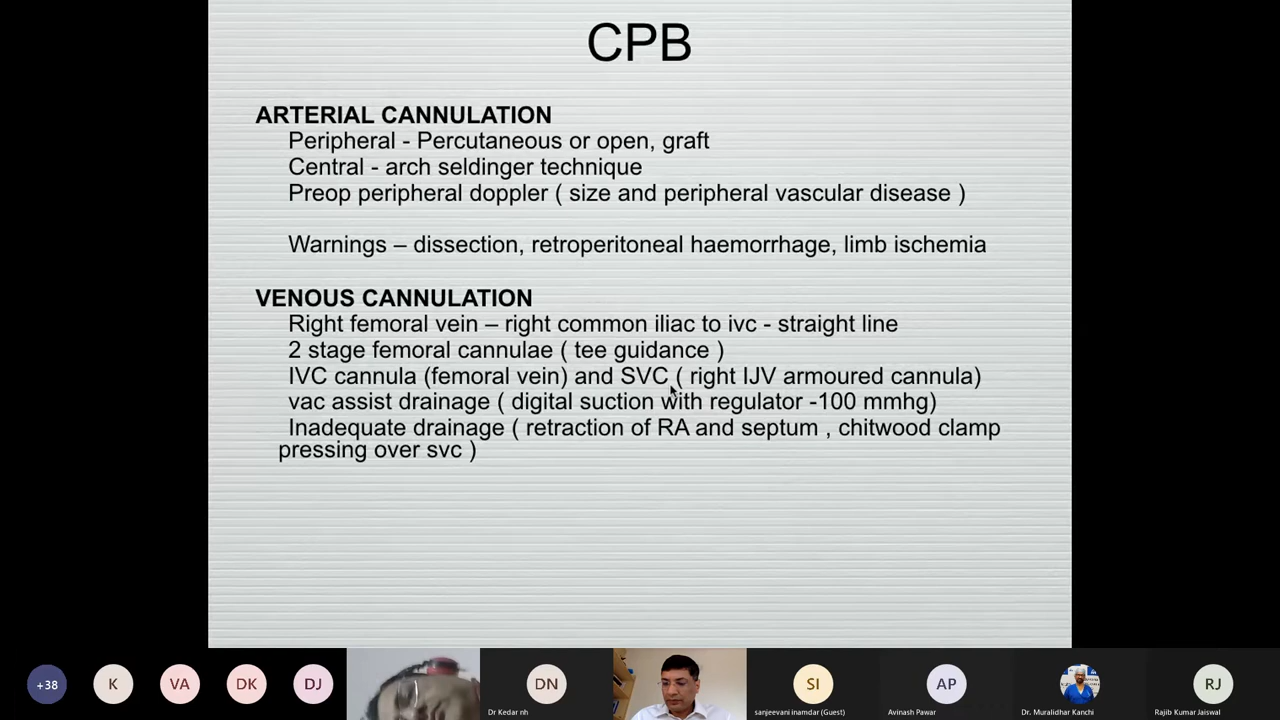 CPB
ARTERIAL CANNULATION
Peripheral - Percutaneous or open, graft
Central - arch seldinger technique
Preop peripheral doppler ( size and peripheral vascular disease )
Warnings – dissection, retroperitoneal haemorrhage, limb ischemia
VENOUS CANNULATION
Right femoral vein – right common iliac to ivc - straight line
2 stage femoral cannulae ( tee guidance )
IVC cannula (femoral vein) and SVC ( right IJV armoured cannula)
vac assist drainage ( digital suction with regulator -100 mmhg)
Inadequate drainage ( retraction of RA and septum , chitwood clamp
pressing over svc )
+38 K VA DK DJ DN SI AP RJ
Dr Kedar nh sanjeevani inamdar (Guest) Avinash Pawar Dr. Muralidhar Kanchi Rajib Kumar Jaiswal